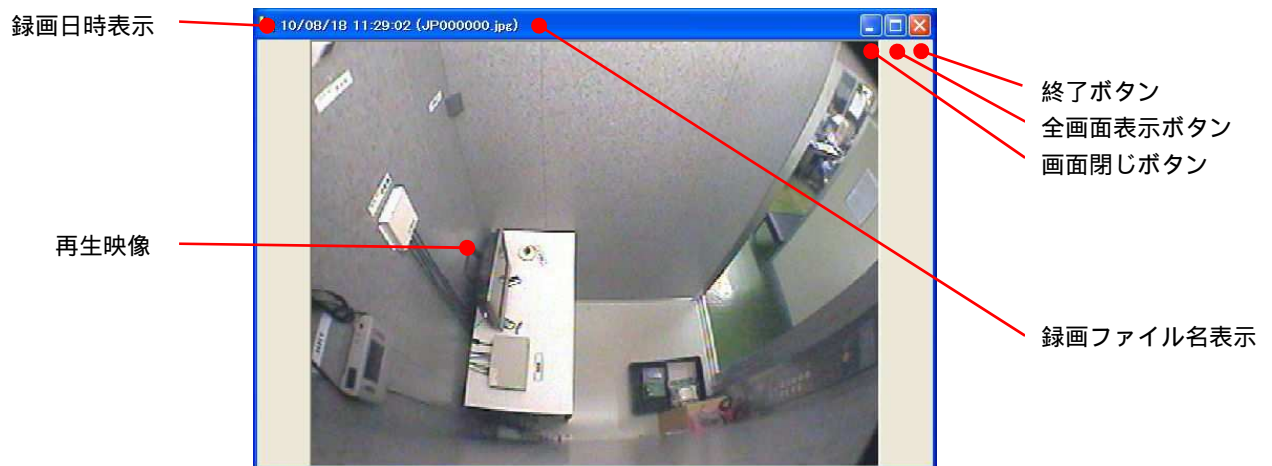 録画日時表示
10/08/18 11:29:02 (JP000000.jpg)
終了ボタン
全画面表示ボタン
画面閉じボタン
再生映像
録画ファイル名表示